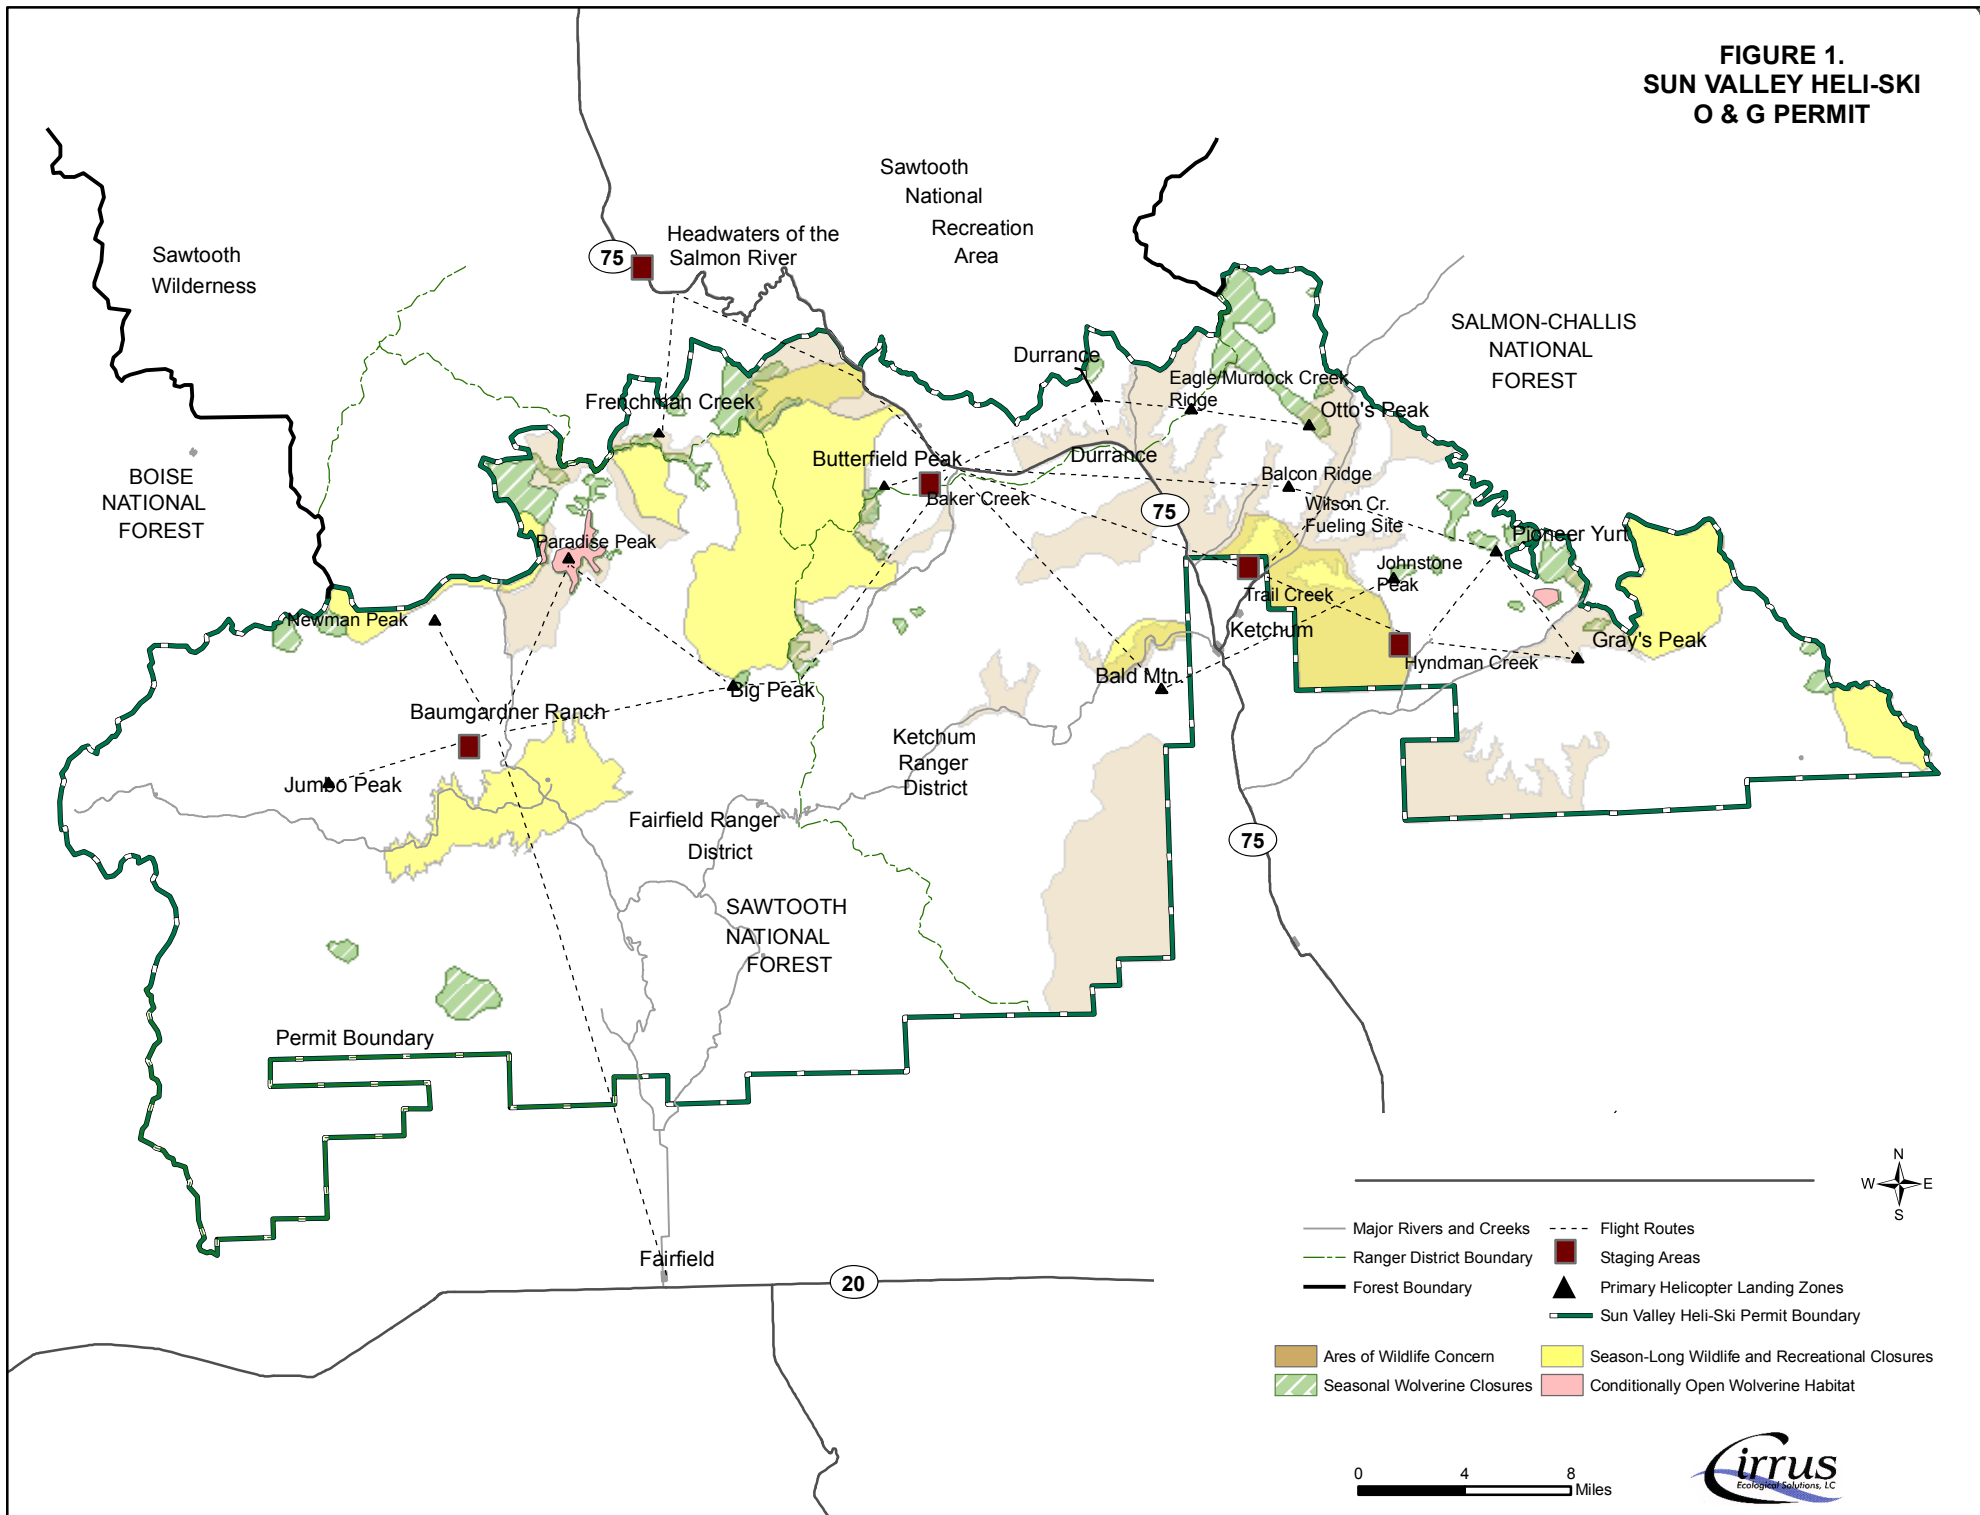 FIGURE 1.
SUN VALLEY HELI-SKI
O & G PERMIT
Sawtooth
National
Recreation
Area
Headwaters of the
Salmon River
75
Sawtooth
Wilderness
SALMON-CHALLIS
NATIONAL
FOREST
Durrance
Eagle/Murdock Creek
Ridge
Frenchman Creek
Otto's Peak
BOISE
NATIONAL
FOREST
Butterfield Peak
Durrance
Balcon Ridge
Baker Creek
75
Wilson Cr.
Fueling Site
Pioneer Yurt
Paradise Peak
Johnstone
Peak
Trail Creek
Newman Peak
Ketchum
Gray's Peak
Hyndman Creek
Bald Mtn.
Big Peak
Baumgardner Ranch
Ketchum
Ranger
District
Jumbo Peak
Fairfield Ranger
District
75
SAWTOOTH
NATIONAL
FOREST
Permit Boundary
Fairfield
20
N
W E
S
Major Rivers and Creeks
Ranger District Boundary
Forest Boundary
Flight Routes
Staging Areas
Primary Helicopter Landing Zones
Sun Valley Heli-Ski Permit Boundary
Ares of Wildlife Concern
Season-Long Wildlife and Recreational Closures
Seasonal Wolverine Closures
Conditionally Open Wolverine Habitat
0 4 8
Miles
Cirrus
Ecological Solutions, LC